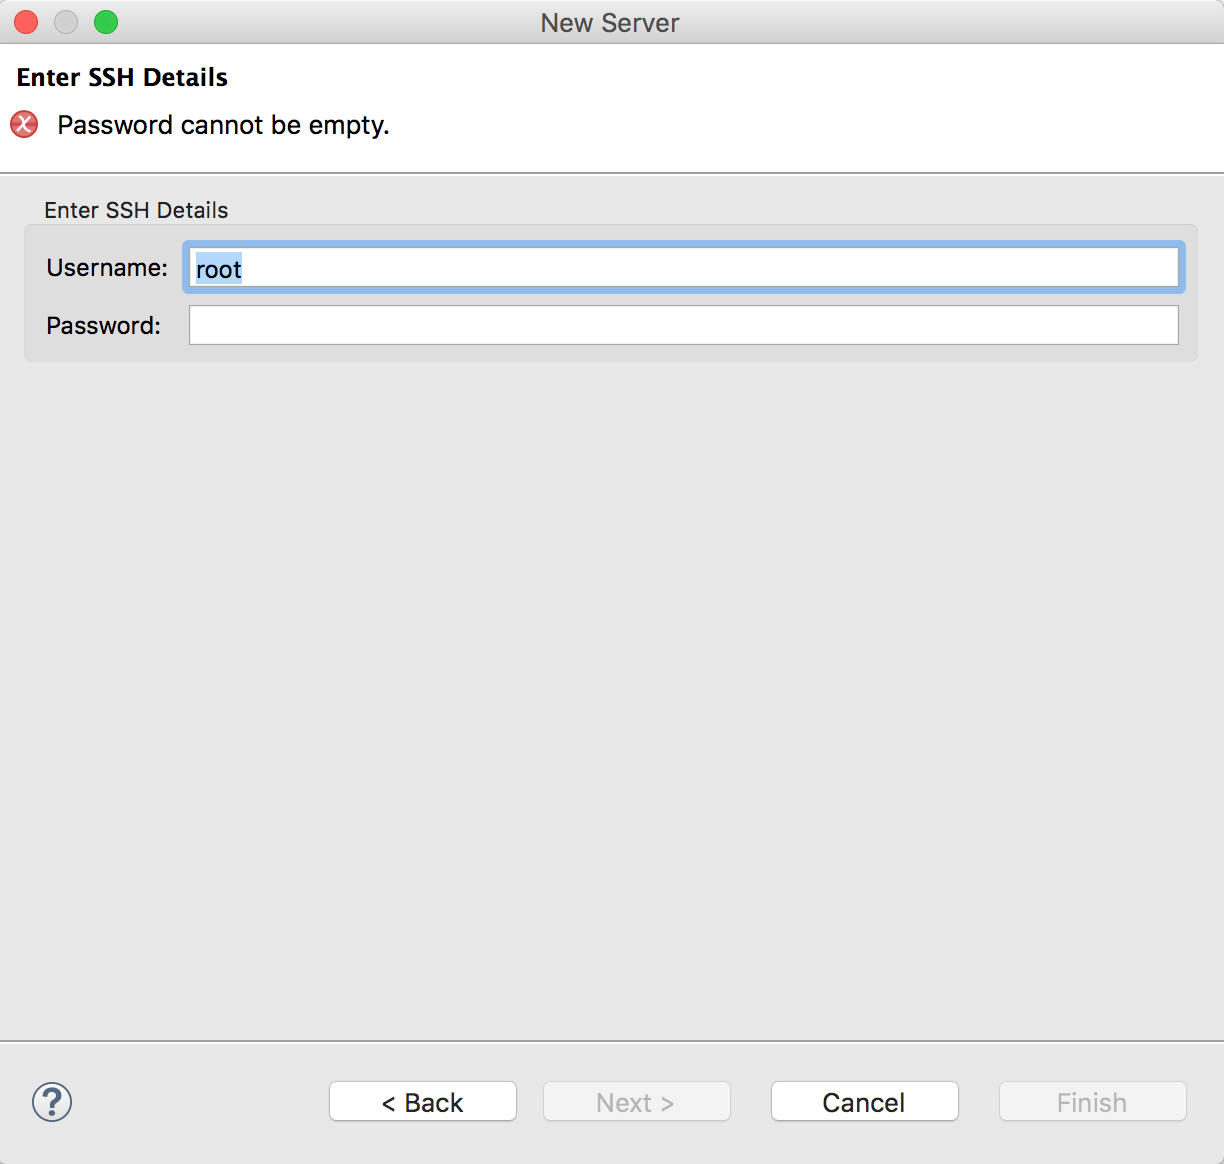 New Server
Enter SSH Details
Password cannot be empty.
Enter SSH Details
Username: root
Password:
? < Back Next > Cancel Finish